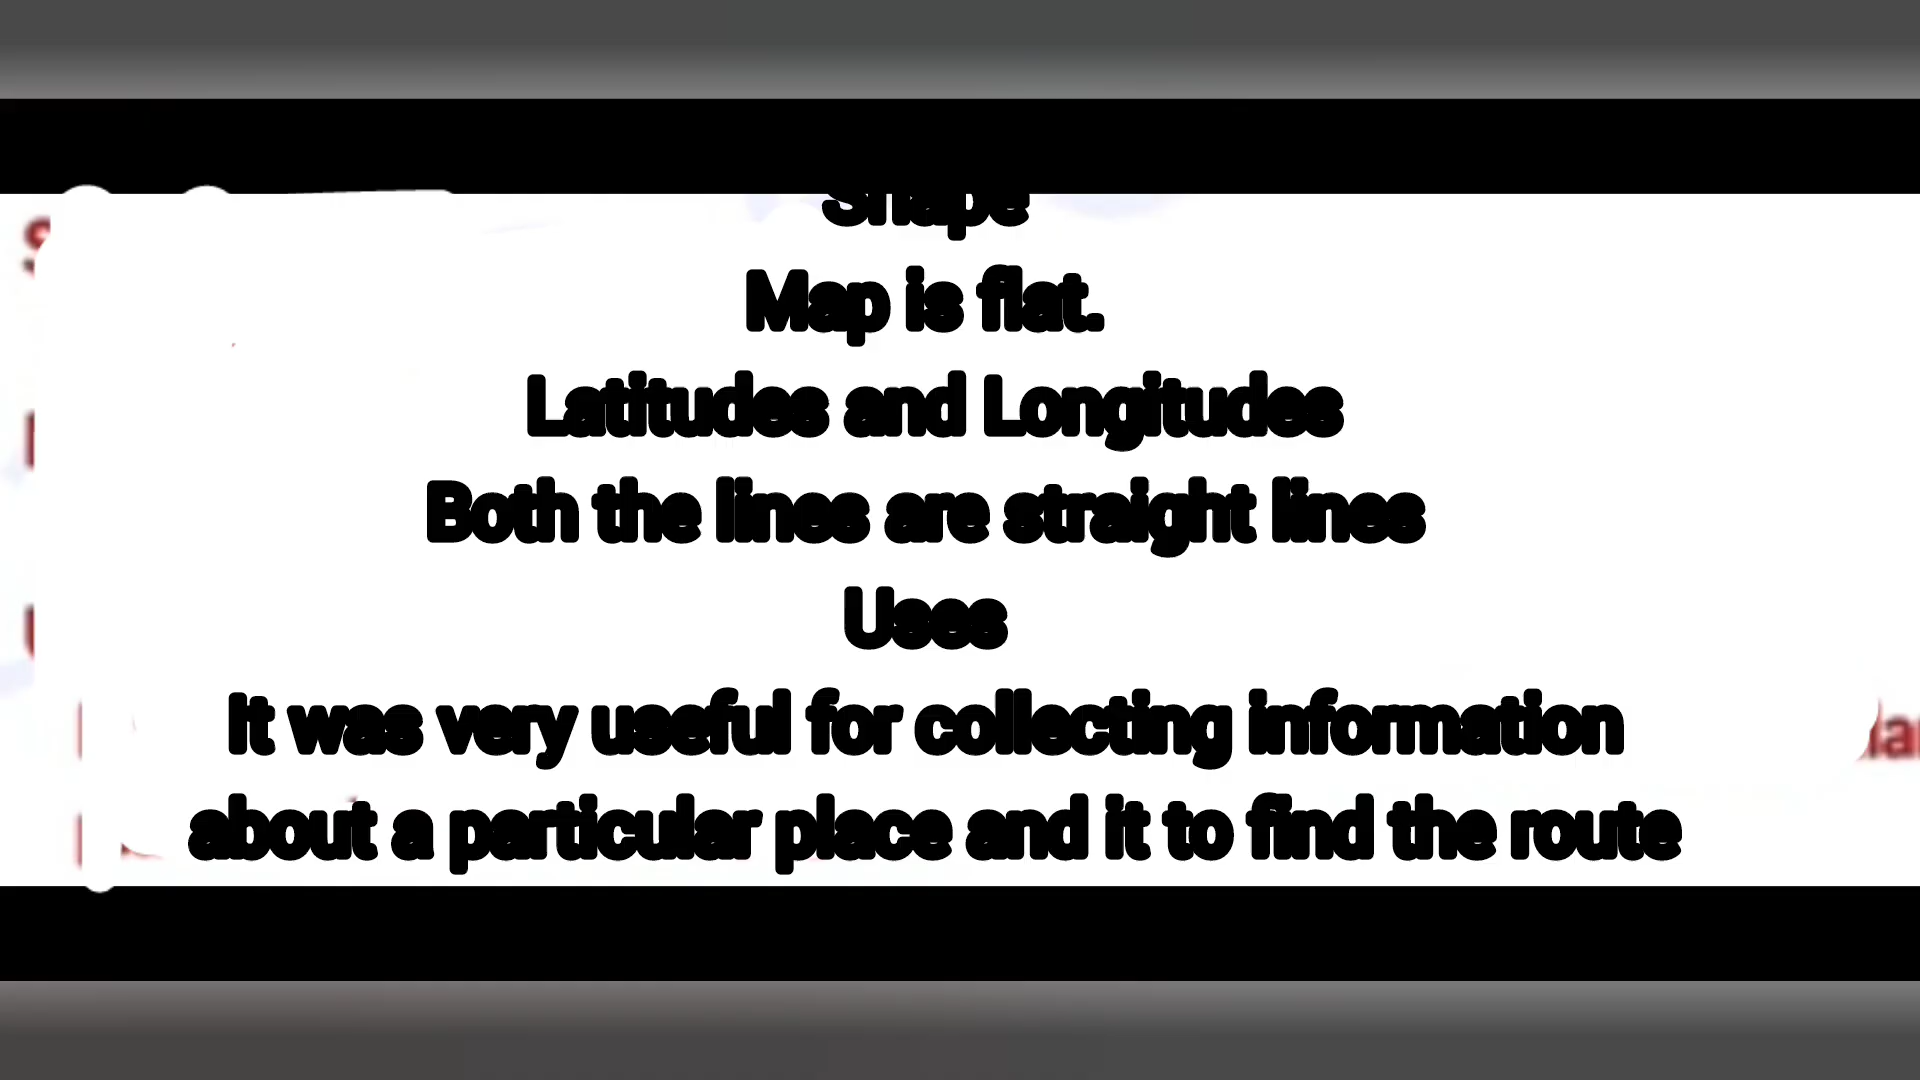 Shape
Map is flat.
Latitudes and Longitudes
Both the lines are straight lines
Uses
It was very useful for collecting information
about a particular place and it to find the route